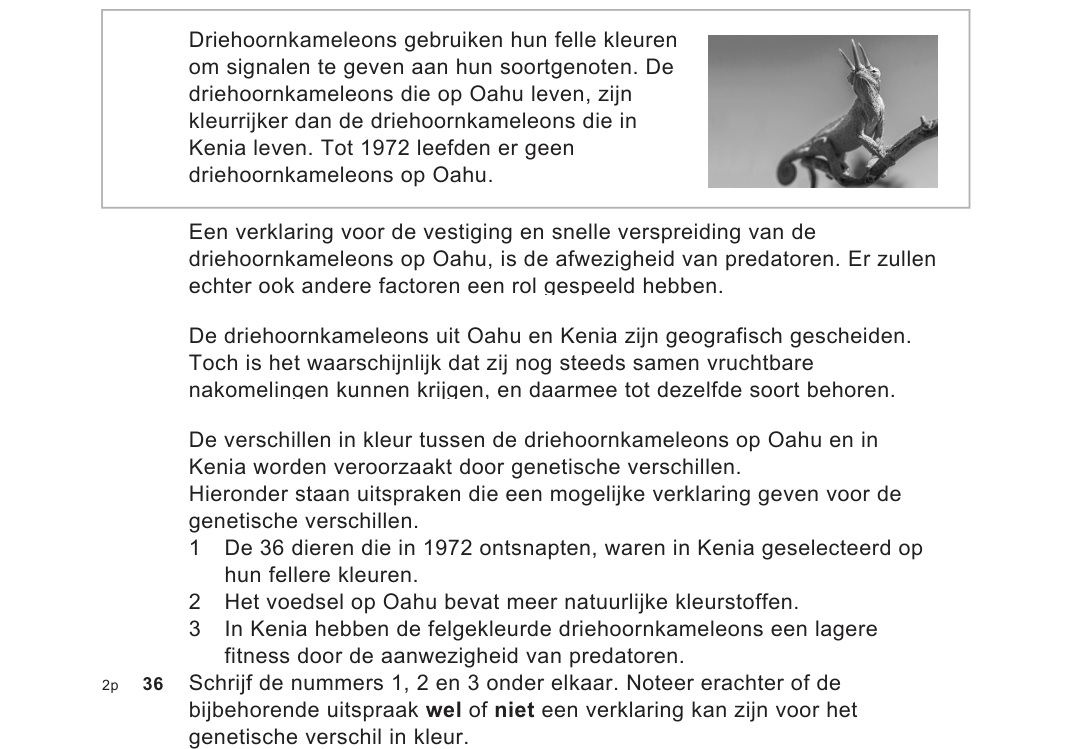 Driehoornkameleons gebruiken hun felle kleuren
om signalen te geven aan hun soortgenoten. De
driehoornkameleons die op Oahu leven, zijn
kleurrijker dan de driehoornkameleons die in
Kenia leven. Tot 1972 leefden er geen
driehoornkameleons op Oahu.
Een verklaring voor de vestiging en snelle verspreiding van de
driehoornkameleons op Oahu, is de afwezigheid van predatoren. Er zullen
echter ook andere factoren een rol gespeeld hebben.
De driehoornkameleons uit Oahu en Kenia zijn geografisch gescheiden.
Toch is het waarschijnlijk dat zij nog steeds samen vruchtbare
nakomelingen kunnen krijgen, en daarmee tot dezelfde soort behoren.
De verschillen in kleur tussen de driehoornkameleons op Oahu en in
Kenia worden veroorzaakt door genetische verschillen.
Hieronder staan uitspraken die een mogelijke verklaring geven voor de
genetische verschillen.
1 De 36 dieren die in 1972 ontsnapten, waren in Kenia geselecteerd op
hun fellere kleuren.
2 Het voedsel op Oahu bevat meer natuurlijke kleurstoffen.
3 In Kenia hebben de felgekleurde driehoornkameleons een lagere
fitness door de aanwezigheid van predatoren.
2p 36 Schrijf de nummers 1, 2 en 3 onder elkaar. Noteer erachter of de
bijbehorende uitspraak wel of niet een verklaring kan zijn voor het
genetische verschil in kleur.